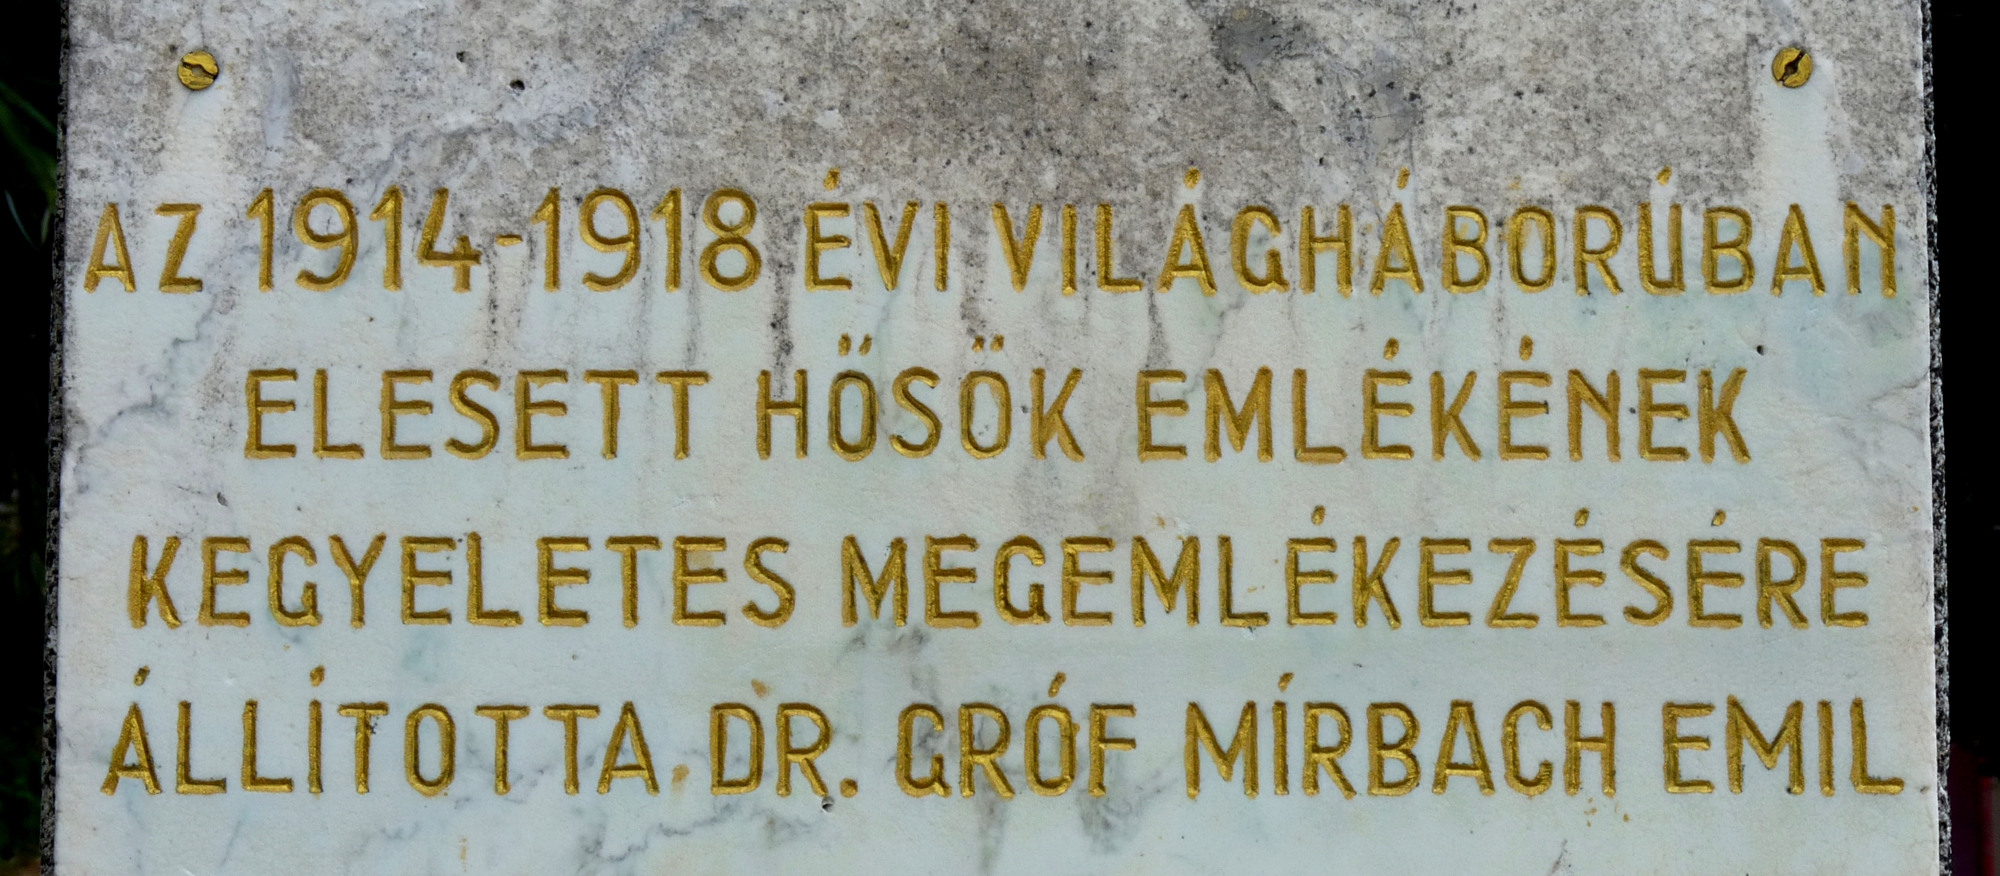 AZ 1914-1918 ÉVI VILÁGHÁBORÚBAN
ELESETT HŐSÖK EMLÉKÉNEK
KEGYELETES MEGEMLÉKEZÉSÉRE
ÁLLÍTOTTA DR. GRÓF MÍRBACH EMIL